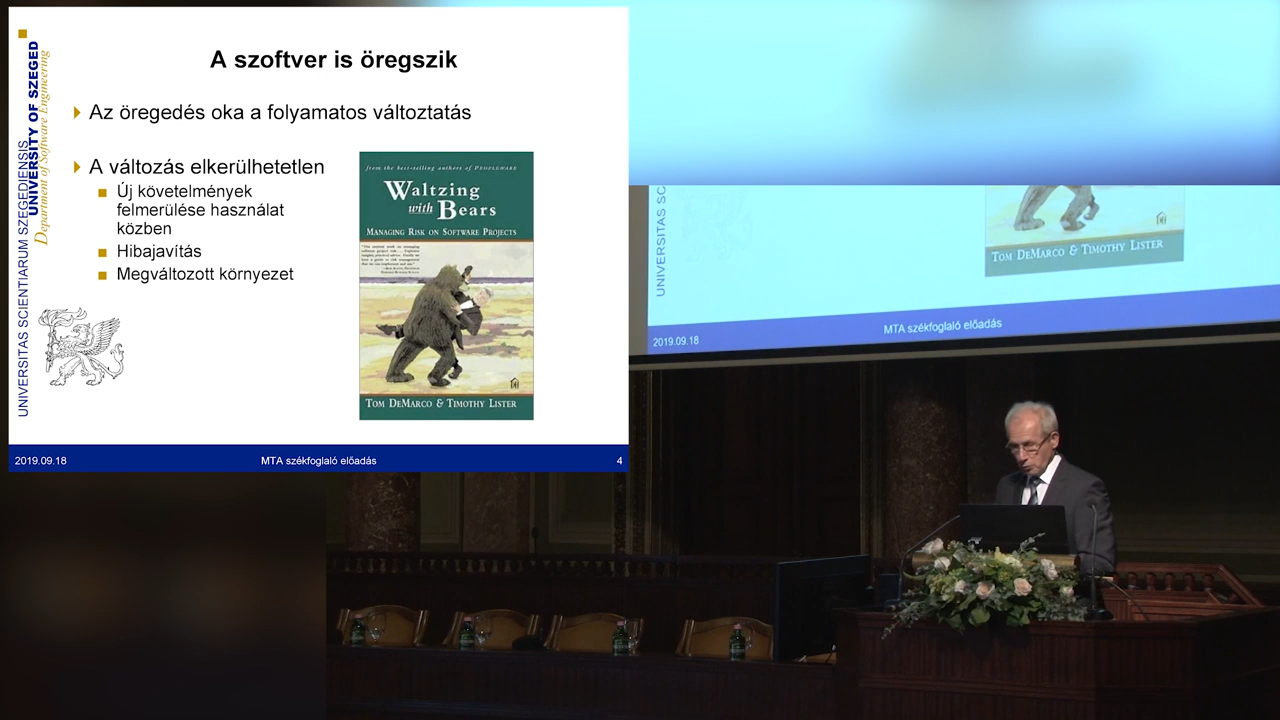 A szoftver is öregszik
UNIVERSITAS SCIENTIARUM SZEGEDIENSIS
UNIVERSITY OF SZEGED
Department of Software Engineering
Az öregedés oka a folyamatos változtatás
A változás elkerülhetetlen
Új követelmények
felmerülése használat
közben
Hibajavítás
Megváltozott környezet
from the best-selling authors of PEOPLEWARE
Waltzing
with Bears
MANAGING RISK ON SOFTWARE PROJECTS
TOM DEMARCO & TIMOTHY LISTER
2019.09.18
MTA székfoglaló előadás
4
UNIVERSITAS SC
TOM DEMARCO & TIMOTHY LISTER
2019.09.18
MTA székfoglaló előadás